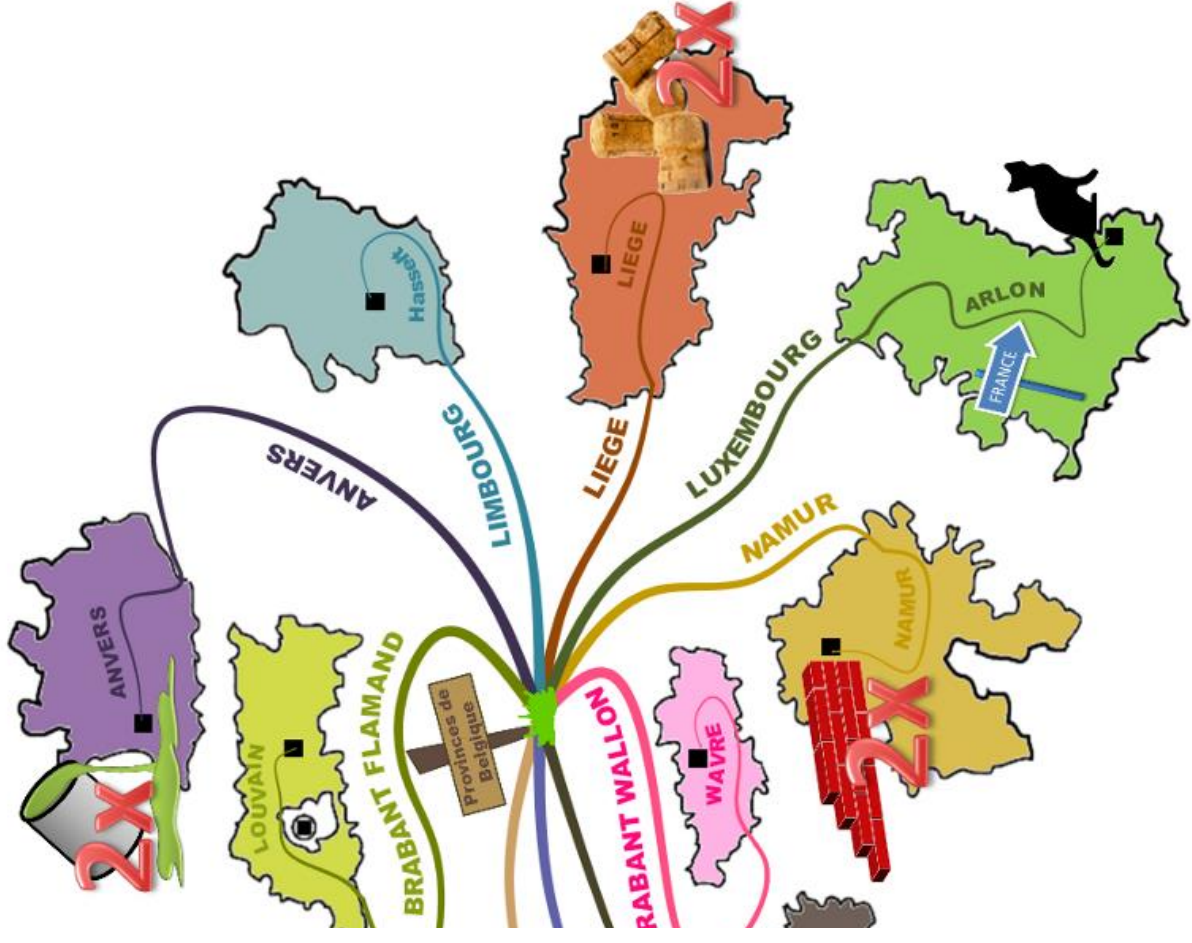 2x
LIEGE
Hasselt
ARLON
FRANCE
LUXEMBOURG
LIEGE
LIMBOURG
ANVERS
NAMUR
NAMUR
ANVERS
2x
BRABANT FLAMAND
Provinces de
Belgique
LOUVAIN
RABANT WALLON
WAVRE
2x